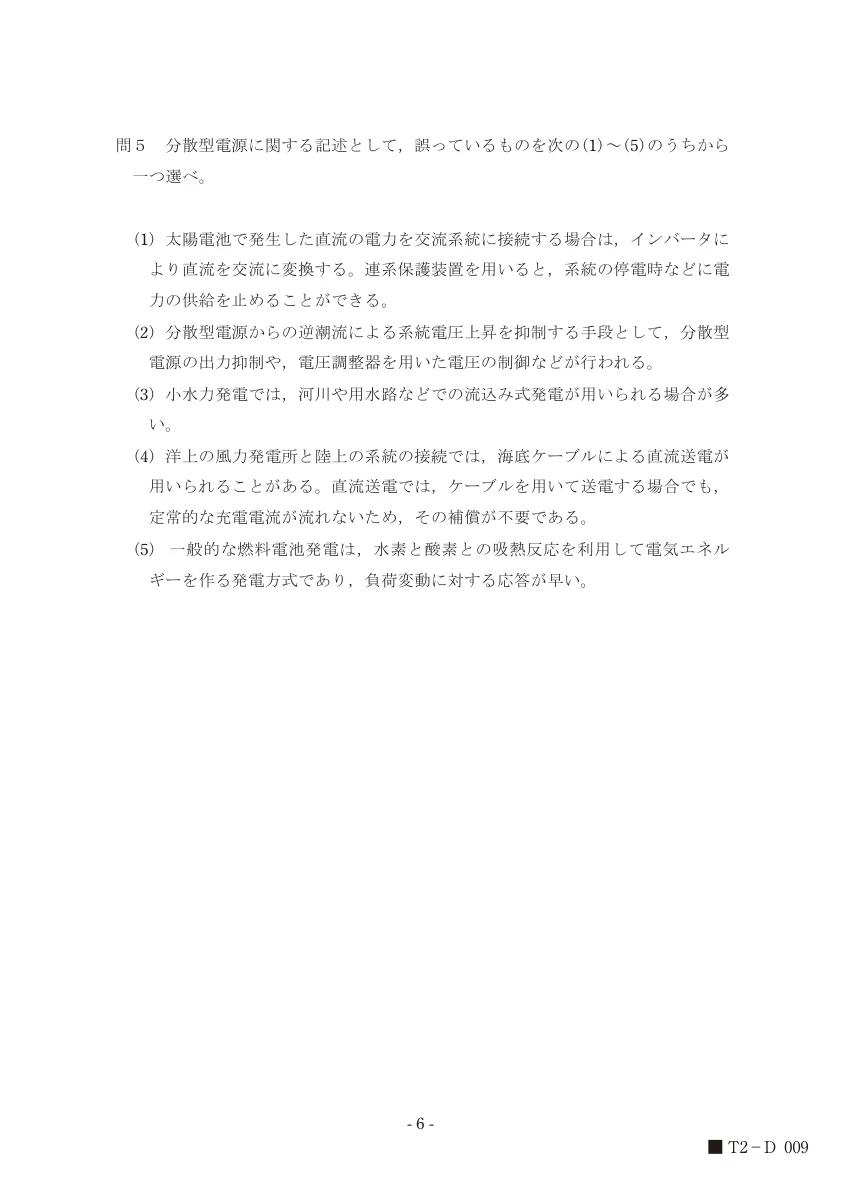 問５　分散型電源に関する記述として，誤っているものを次の(1)～(5)のうちから
一つ選べ。
(1) 太陽電池で発生した直流の電力を交流系統に接続する場合は，インバータに
より直流を交流に変換する。連系保護装置を用いると，系統の停電時などに電
力の供給を止めることができる。
(2) 分散型電源からの逆潮流による系統電圧上昇を抑制する手段として，分散型
電源の出力抑制や，電圧調整器を用いた電圧の制御などが行われる。
(3) 小水力発電では，河川や用水路などでの流込み式発電が用いられる場合が多
い。
(4) 洋上の風力発電所と陸上の系統の接続では，海底ケーブルによる直流送電が
用いられることがある。直流送電では，ケーブルを用いて送電する場合でも，
定常的な充電電流が流れないため，その補償が不要である。
(5) 一般的な燃料電池発電は，水素と酸素との吸熱反応を利用して電気エネル
ギーを作る発電方式であり，負荷変動に対する応答が早い。
- 6 -
■ T2－D 009